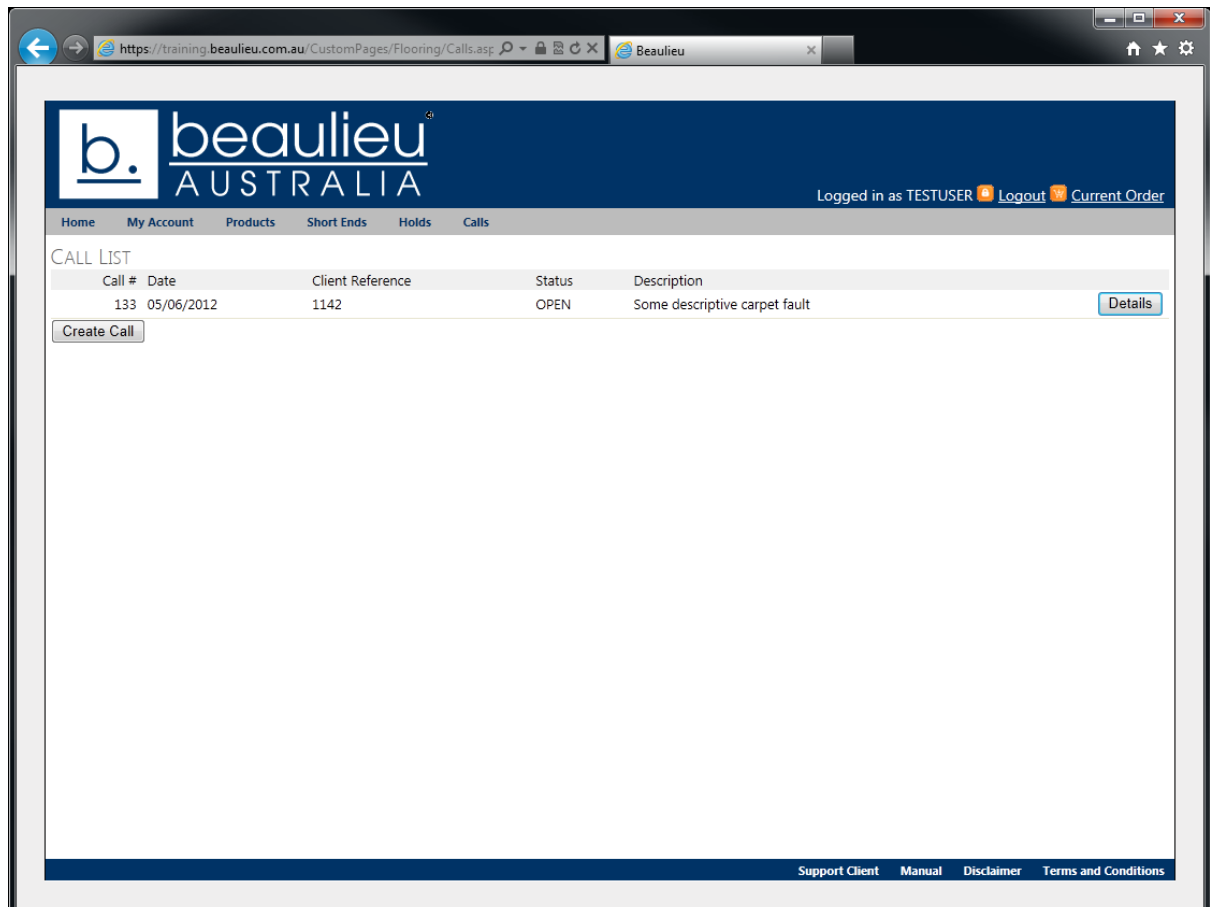 https://training.beaulieu.com.au/CustomPages/Flooring/Calls.asp
Beaulieu
b. beaulieu®
AUSTRALIA
Logged in as TESTUSER Logout Current Order
Home My Account Products Short Ends Holds Calls
CALL LIST
Call # Date Client Reference Status Description
133 05/06/2012 1142 OPEN Some descriptive carpet fault Details
Create Call
Support Client Manual Disclaimer Terms and Conditions